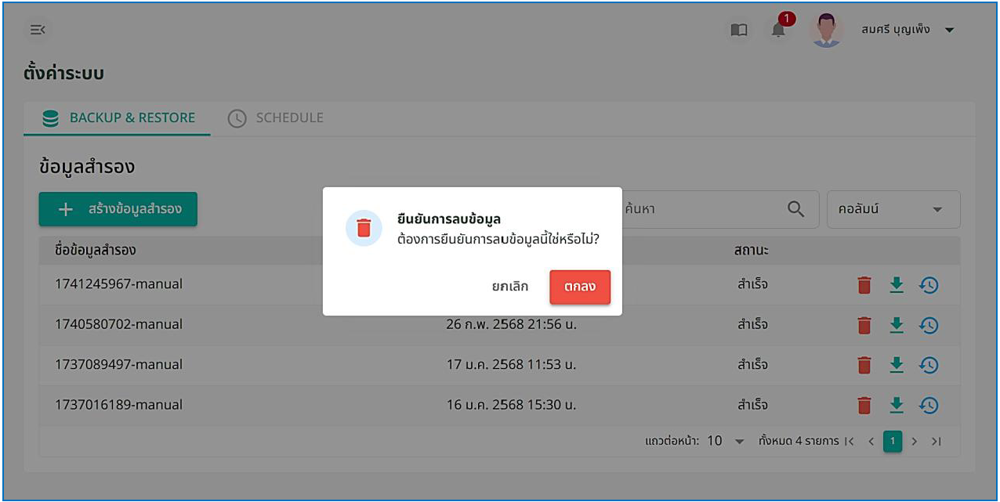 1
สมศรี บุญเพ็ง
ตั้งค่าระบบ
BACKUP & RESTORE
SCHEDULE
ข้อมูลสำรอง
สร้างข้อมูลสำรอง
ค้นหา
คอลัมน์
ยืนยันการลบข้อมูล
ต้องการยืนยันการลบข้อมูลนี้ใช่หรือไม่?
ยกเลิก
ตกลง
ชื่อข้อมูลสำรอง
สถานะ
1741245967-manual
สำเร็จ
1740580702-manual
26 ก.พ. 2568 21:56 น.
สำเร็จ
1737089497-manual
17 ม.ค. 2568 11:53 น.
สำเร็จ
1737016189-manual
16 ม.ค. 2568 15:30 น.
สำเร็จ
แถวต่อหน้า: 10
ทั้งหมด 4 รายการ
1